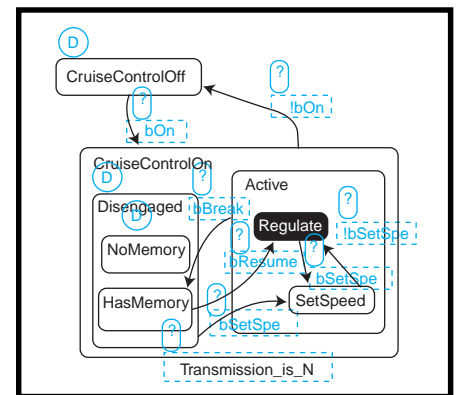 D
CruiseControlOff
?
?
!bOn
bOn
CruiseControlOn
D
?
Active
Disengaged
bBreak
?
D
Regulate
?
?
!bSetSpe
NoMemory
bResume
bSetSpe
HasMemory
?
SetSpeed
?
bSetSpe
Transmission_is_N